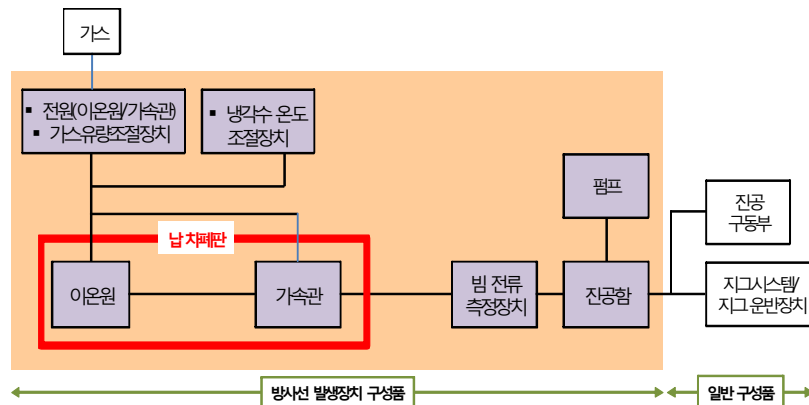 가스
▪ 전원(이온원/가속관)
▪ 가스유량조절장치
▪ 냉각수 온도
조절장치
펌프
진공
구동부
납 차폐판
이온원
가속관
빔 전류
측정장치
진공함
지그시스템/
지그 운반장치
방사선 발생장치 구성품
일반 구성품